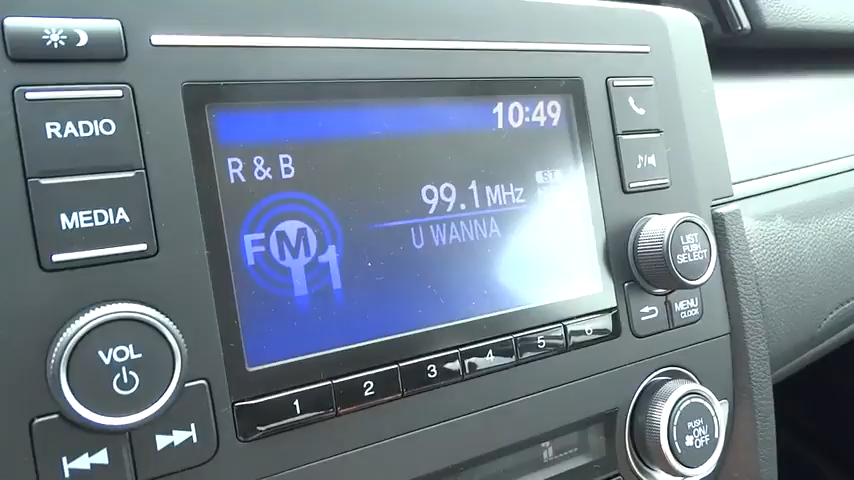 RADIO
MEDIA
VOL
10:49
R & B
99.1 MHz
ST
U WANNA
FM1
1 2 3 4 5 6
LIST
PUSH
SELECT
MENU
CLOCK
PUSH
ON/
OFF